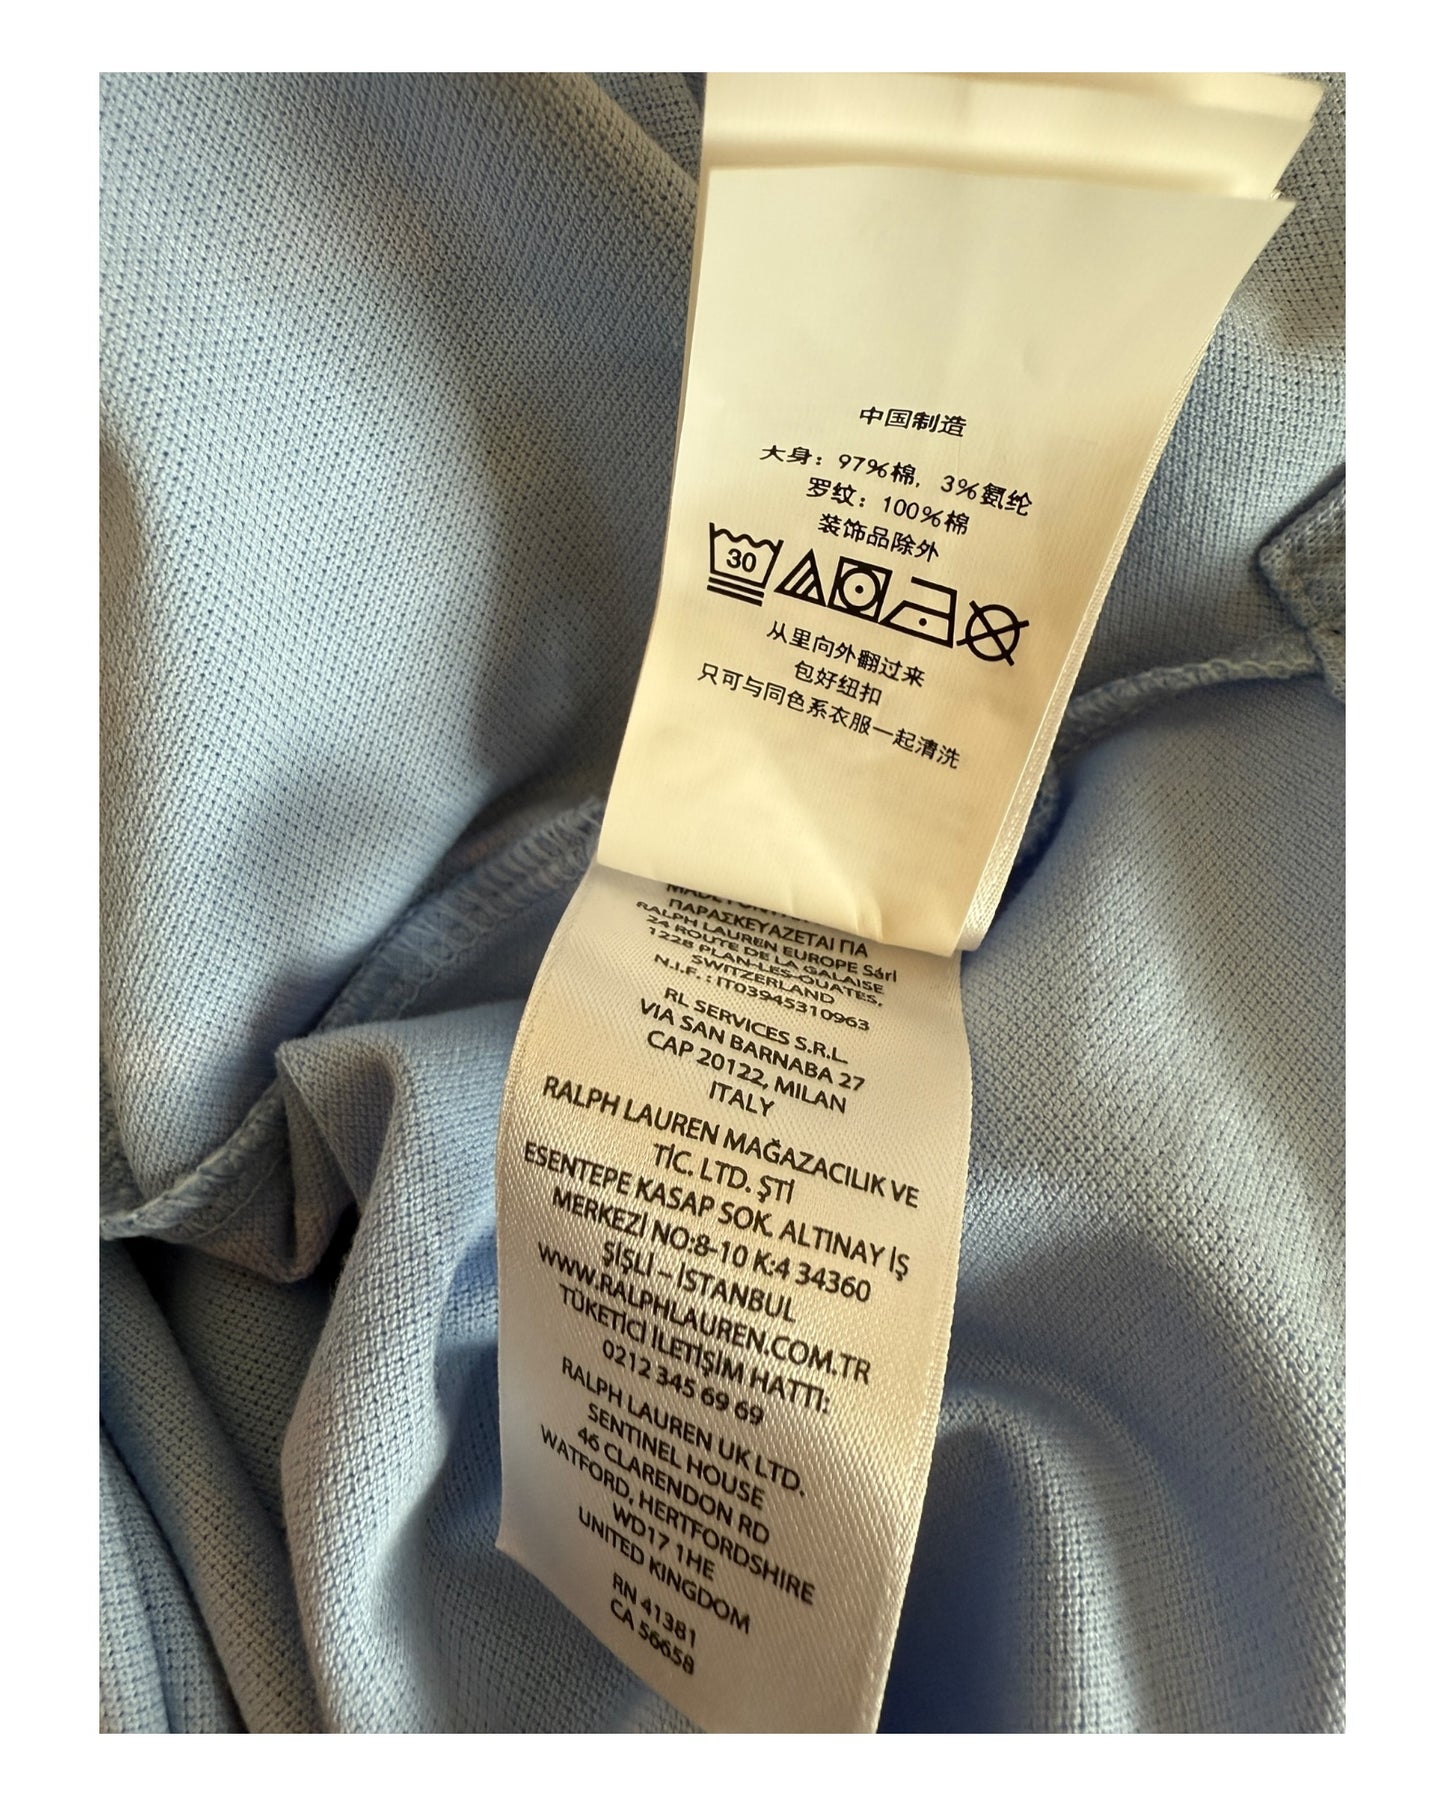 中国制造
大身：97%棉，3%氨纶
罗纹：100%棉
装饰品除外
30
从里向外翻过来
包好纽扣
只可与同色系衣服一起清洗
ΠΑΡΑΣΚΕΥΑΖΕΤΑΙ ΓΙΑ
RALPH LAUREN EUROPE Sárl
24 ROUTE DE LA GALAISE
1228 PLAN-LES-OUATES,
SWITZERLAND
N.I.F. : IT03945310963
RL SERVICES S.R.L.
VIA SAN BARNABA 27
CAP 20122, MILAN
ITALY
RALPH LAUREN MAĞAZACILIK VE
TİC. LTD. ŞTİ
ESENTEPE KASAP SOK. ALTINAY İŞ
MERKEZİ NO:8-10 K:4 34360
ŞİŞLİ – İSTANBUL
WWW.RALPHLAUREN.COM.TR
TÜKETİCİ İLETİŞİM HATTI:
0212 345 69 69
RALPH LAUREN UK LTD.
SENTINEL HOUSE
46 CLARENDON RD
WATFORD, HERTFORDSHIRE
WD17 1HE
UNITED KINGDOM
RN 41381
CA 56658